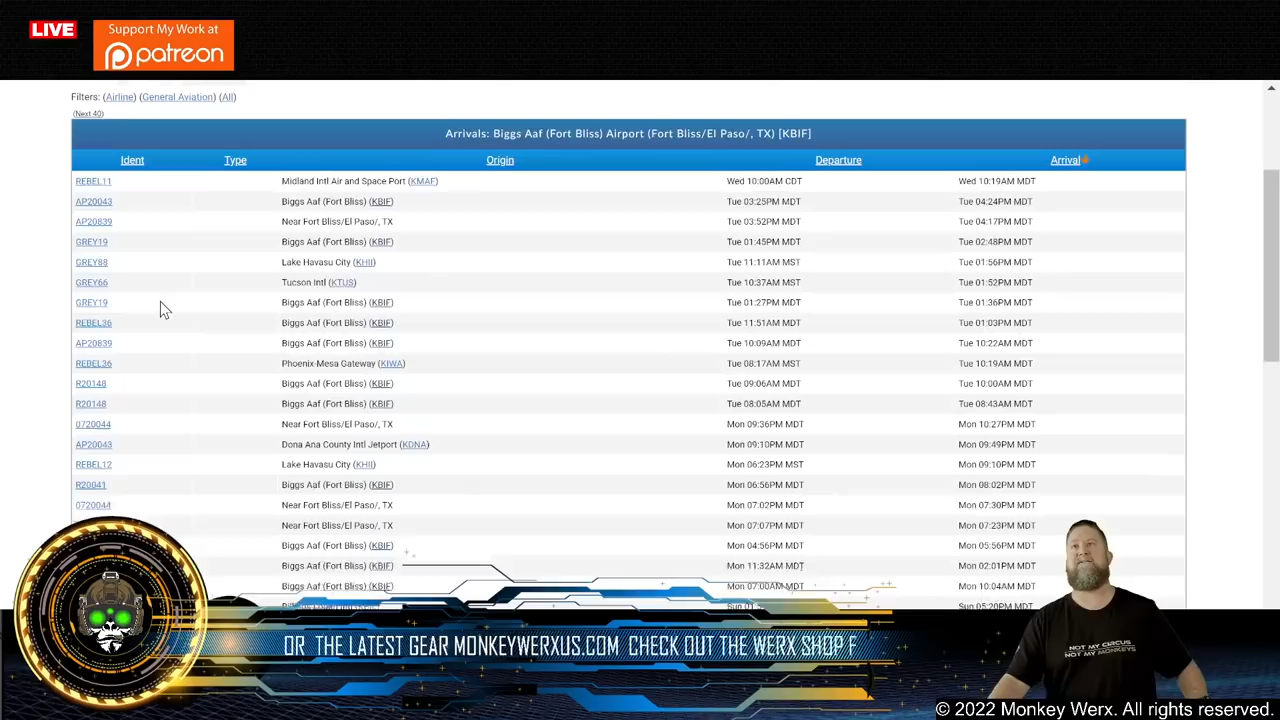 LIVE
Support My Work at
patreon
Filters: (Airline) (General Aviation) (All)
(Next 40)
Arrivals: Biggs Aaf (Fort Bliss) Airport (Fort Bliss/El Paso/, TX) [KBIF]
Ident Type Origin Departure Arrival
REBEL11 Midland Intl Air and Space Port (KMAF) Wed 10:00AM CDT Wed 10:19AM MDT
AP20043 Biggs Aaf (Fort Bliss) (KBIF) Tue 03:25PM MDT Tue 04:24PM MDT
AP20839 Near Fort Bliss/El Paso/, TX Tue 03:52PM MDT Tue 04:17PM MDT
GREY19 Biggs Aaf (Fort Bliss) (KBIF) Tue 01:45PM MDT Tue 02:48PM MDT
GREY88 Lake Havasu City (KHII) Tue 11:11AM MST Tue 01:56PM MDT
GREY66 Tucson Intl (KTUS) Tue 10:37AM MST Tue 01:52PM MDT
GREY19 Biggs Aaf (Fort Bliss) (KBIF) Tue 01:27PM MDT Tue 01:36PM MDT
REBEL36 Biggs Aaf (Fort Bliss) (KBIF) Tue 11:51AM MDT Tue 01:03PM MDT
AP20839 Biggs Aaf (Fort Bliss) (KBIF) Tue 10:09AM MDT Tue 10:22AM MDT
REBEL36 Phoenix-Mesa Gateway (KIWA) Tue 08:17AM MST Tue 10:19AM MDT
R20148 Biggs Aaf (Fort Bliss) (KBIF) Tue 09:06AM MDT Tue 10:00AM MDT
R20148 Biggs Aaf (Fort Bliss) (KBIF) Tue 08:05AM MDT Tue 08:43AM MDT
0720044 Near Fort Bliss/El Paso/, TX Mon 09:36PM MDT Mon 10:27PM MDT
AP20043 Dona Ana County Intl Jetport (KDNA) Mon 09:10PM MDT Mon 09:49PM MDT
REBEL12 Lake Havasu City (KHII) Mon 06:23PM MST Mon 09:10PM MDT
R20041 Biggs Aaf (Fort Bliss) (KBIF) Mon 06:56PM MDT Mon 08:02PM MDT
0720044 Near Fort Bliss/El Paso/, TX Mon 07:02PM MDT Mon 07:30PM MDT
Near Fort Bliss/El Paso/, TX Mon 07:07PM MDT Mon 07:23PM MDT
Biggs Aaf (Fort Bliss) (KBIF) Mon 04:56PM MDT Mon 05:56PM MDT
Biggs Aaf (Fort Bliss) (KBIF) Mon 11:32AM MDT Mon 02:01PM MDT
Biggs Aaf (Fort Bliss) (KBIF) Mon 07:00AM MDT Mon 10:04AM MDT
Sun 05:20PM MDT
OR THE LATEST GEAR MONKEYWERXUS.COM CHECK OUT THE WERX SHOP F
NOT MY CIRCUS
NOT MY MONKEYS
© 2022 Monkey Werx. All rights reserved.